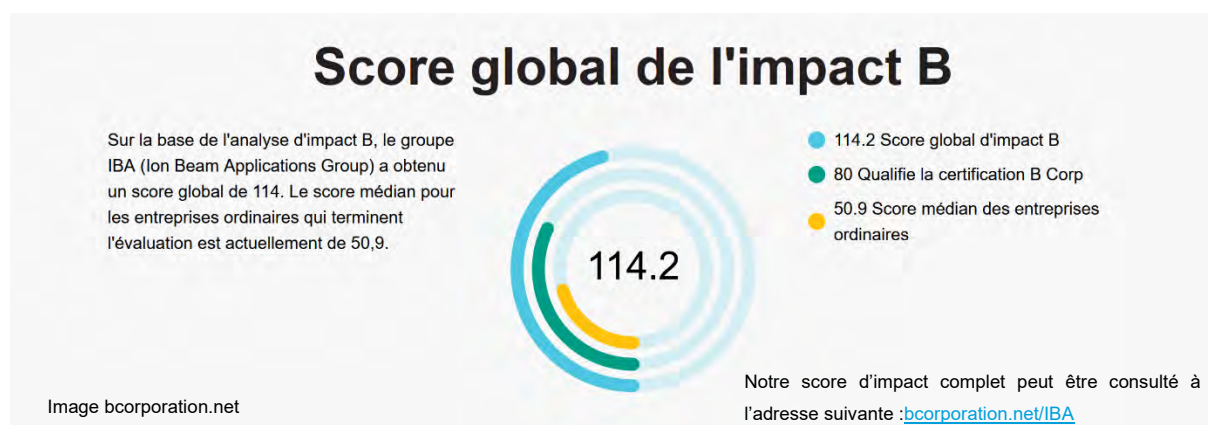 Score global de l'impact B
Sur la base de l'analyse d'impact B, le groupe
IBA (Ion Beam Applications Group) a obtenu
un score global de 114. Le score médian pour
les entreprises ordinaires qui terminent
l'évaluation est actuellement de 50,9.
114.2
114.2 Score global d'impact B
80 Qualifie la certification B Corp
50.9 Score médian des entreprises
ordinaires
Image bcorporation.net
Notre score d’impact complet peut être consulté à
l’adresse suivante :bcorporation.net/IBA